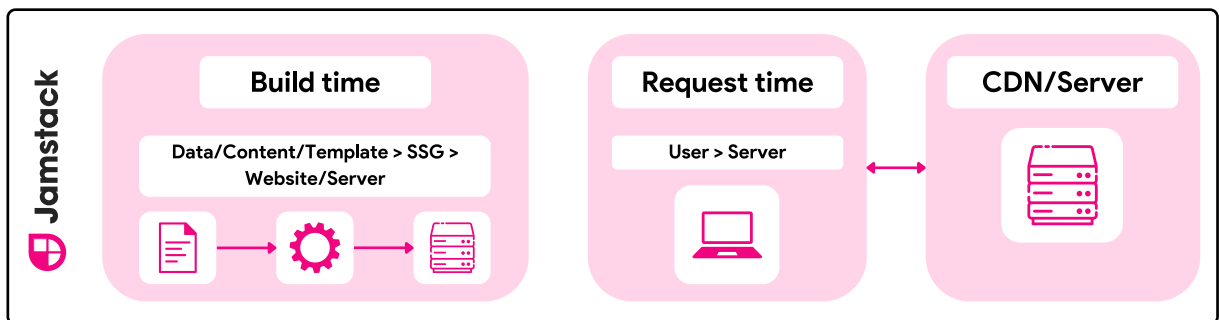 Jamstack
Build time
Data/Content/Template > SSG >
Website/Server
Request time
User > Server
CDN/Server